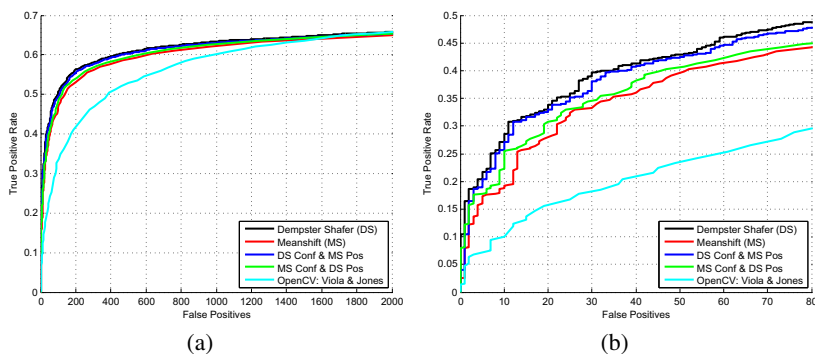 0.7
0.6
0.5
0.4
0.3
0.2
0.1
0
True Positive Rate
0 200 400 600 800 1000 1200 1400 1600 1800 2000
False Positives
Dempster Shafer (DS)
Meanshift (MS)
DS Conf & MS Pos
MS Conf & DS Pos
OpenCV: Viola & Jones
(a)
0.5
0.45
0.4
0.35
0.3
0.25
0.2
0.15
0.1
0.05
0
True Positive Rate
0 10 20 30 40 50 60 70 80
False Positives
Dempster Shafer (DS)
Meanshift (MS)
DS Conf & MS Pos
MS Conf & DS Pos
OpenCV: Viola & Jones
(b)